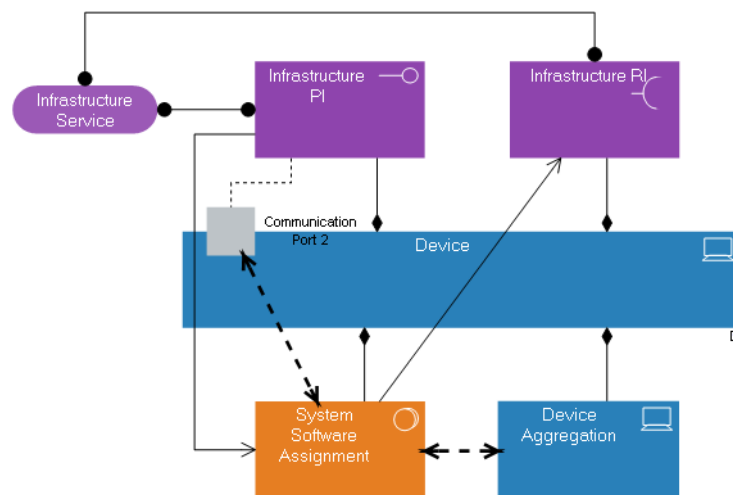 Infrastructure
PI
Infrastructure RI
Infrastructure
Service
Communication
Port 2
Device
System
Software
Assignment
Device
Aggregation